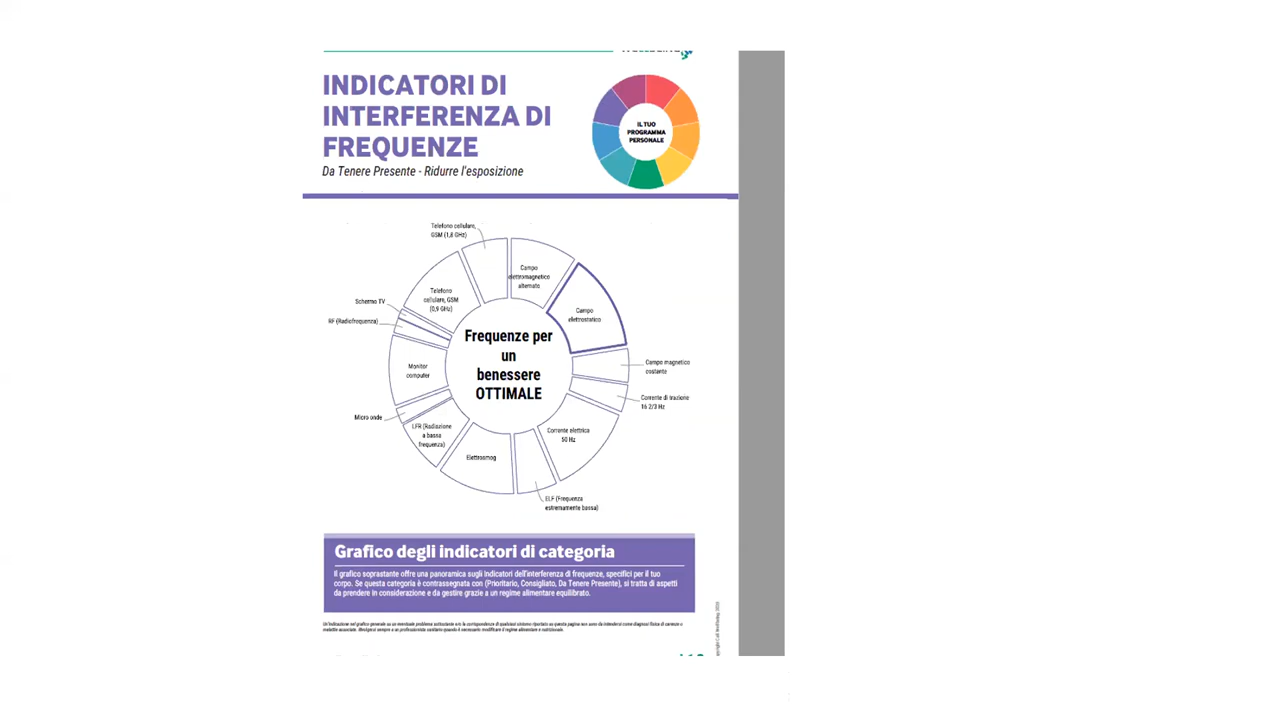 INDICATORI DI
INTERFERENZA DI
FREQUENZE
Da Tenere Presente - Ridurre l'esposizione
IL TUO
PROGRAMMA
PERSONALE
Telefono cellulare,
GSM (1,8 GHz)
Campo
elettromagnetico
alternato
Telefono
cellulare, GSM
(0,9 GHz)
Campo
elettrostatico
Schermo TV
RF (Radiofrequenza)
Frequenze per
un
benessere
OTTIMALE
Monitor
computer
Campo magnetico
costante
Corrente di trazione
16 2/3 Hz
Micro onde
LFR (Radiazione
a bassa
frequenza)
Corrente elettrica
50 Hz
Elettrosmog
ELF (Frequenza
estremamente bassa)
Grafico degli indicatori di categoria
Il grafico soprastante offre una panoramica sugli Indicatori dell'interferenza di frequenze, specifici per il tuo
corpo. Se questa categoria è contrassegnata con (Prioritario, Consigliato, Da Tenere Presente), si tratta di aspetti
da prendere in considerazione e da gestire grazie a un regime alimentare equilibrato.